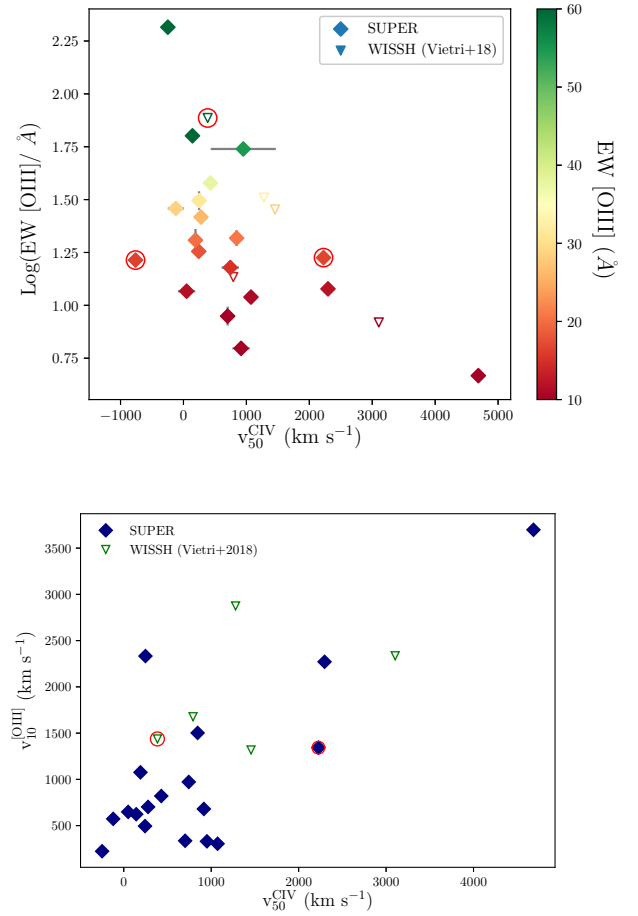 SUPER
WISSH (Vietri+18)
2.25
2.00
1.75
1.50
1.25
1.00
0.75
Log(EW [OIII]/ Å)
−1000 0 1000 2000 3000 4000 5000
v₅₀^CIV (km s⁻¹)
60
50
40
30
20
10
EW [OIII] (Å)
SUPER
WISSH (Vietri+2018)
3500
3000
2500
2000
1500
1000
500
v₁₀^[OIII] (km s⁻¹)
0 1000 2000 3000 4000
v₅₀^CIV (km s⁻¹)